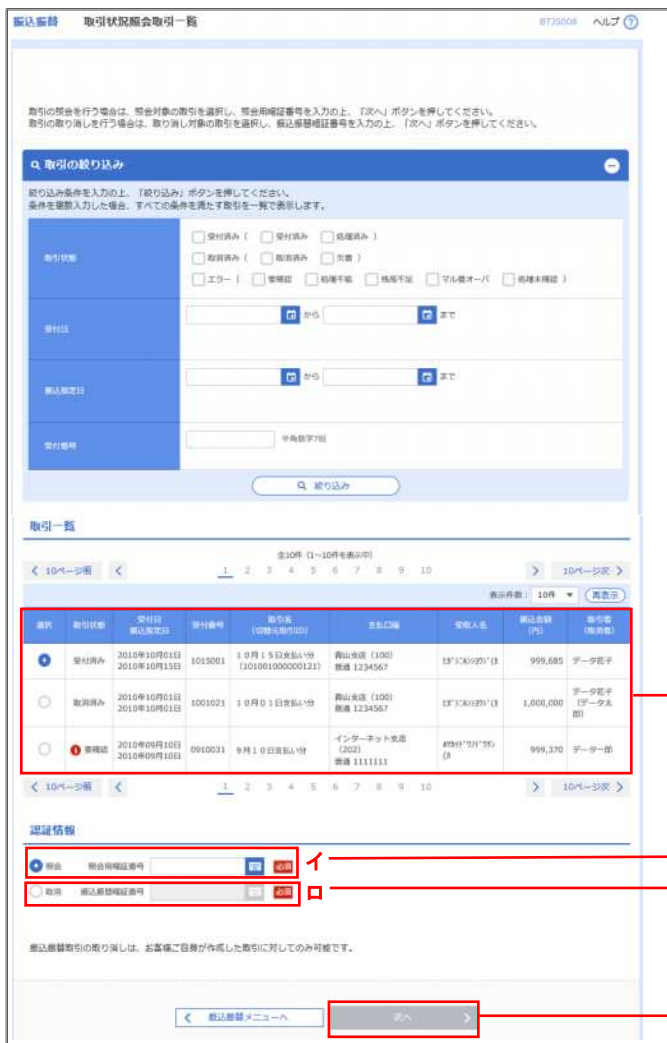 振込振替 取引状況照会取引一覧 BTJS008 ヘルプ ?
取引の照会を行う場合は、照会対象の取引を選択し、照会用暗証番号を入力の上、「次へ」ボタンを押してください。
取引の取り消しを行う場合は、取り消し対象の取引を選択し、振込振替暗証番号を入力の上、「次へ」ボタンを押してください。
取引の絞り込み
絞り込み条件を入力の上、「絞り込み」ボタンを押してください。
条件を複数入力した場合、すべての条件を満たす取引を一覧で表示します。
取引状態
受付済み ( 受付済み 処理済み )
取消済み ( 取消済み 欠番 )
エラー ( 要確認 処理不能 残高不足 マル優オーバ 処理未確認 )
受付日 から まで
振込指定日 から まで
受付番号 半角数字7桁
絞り込み
取引一覧
全10件 (1~10件を表示中)
10ページ前 1 2 3 4 5 6 7 8 9 10 10ページ次
表示件数: 10件 再表示
選択 取引状態 受付日 振込指定日 受付番号 取引名 (切替元取引ID) 支払口座 受取人名 振込金額 (円) 取引者 (取消者)
受付済み 2010年10月01日 2010年10月15日 1015001 10月15日支払い分 (101001000000121) 青山支店 (100) 普通 1234567 999,685 データ花子
取消済み 2010年10月01日 2010年10月01日 1001021 10月01日支払い分 青山支店 (100) 普通 1234567 1,000,000 データ花子 (データ太郎)
要確認 2010年09月10日 2010年09月10日 0910031 9月10日支払い分 インターネット支店 (202) 普通 1111111 999,370 データ一郎
10ページ前 1 2 3 4 5 6 7 8 9 10 10ページ次
認証情報
照会 照会用暗証番号 必須 イ
取消 振込振替暗証番号 必須 ロ
振込振替取引の取り消しは、お客様ご自身が作成した取引に対してのみ可能です。
振込振替メニューへ 次へ